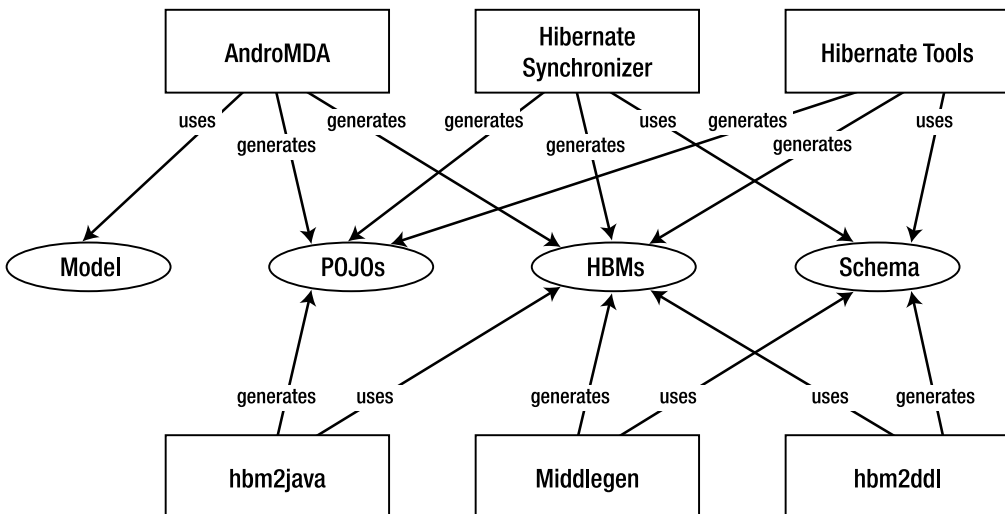 AndroMDA
Hibernate
Synchronizer
Hibernate Tools
uses
generates
generates
generates
generates
uses
generates
generates
uses
Model
POJOs
HBMs
Schema
generates
uses
generates
uses
uses
generates
hbm2java
Middlegen
hbm2ddl